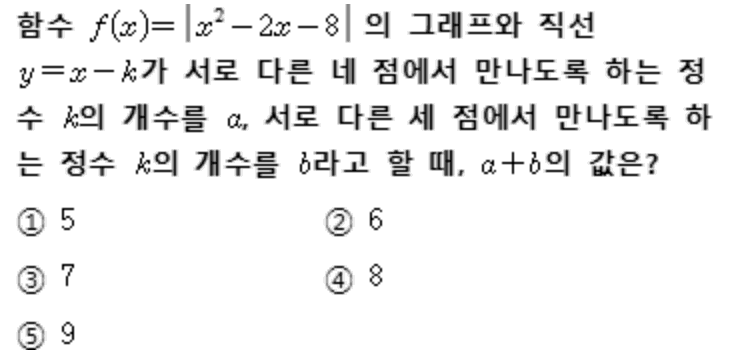 함수 f(x)=|x²-2x-8| 의 그래프와 직선
y=x-k가 서로 다른 네 점에서 만나도록 하는 정
수 k의 개수를 a, 서로 다른 세 점에서 만나도록 하
는 정수 k의 개수를 b라고 할 때, a+b의 값은?
① 5 ② 6
③ 7 ④ 8
⑤ 9